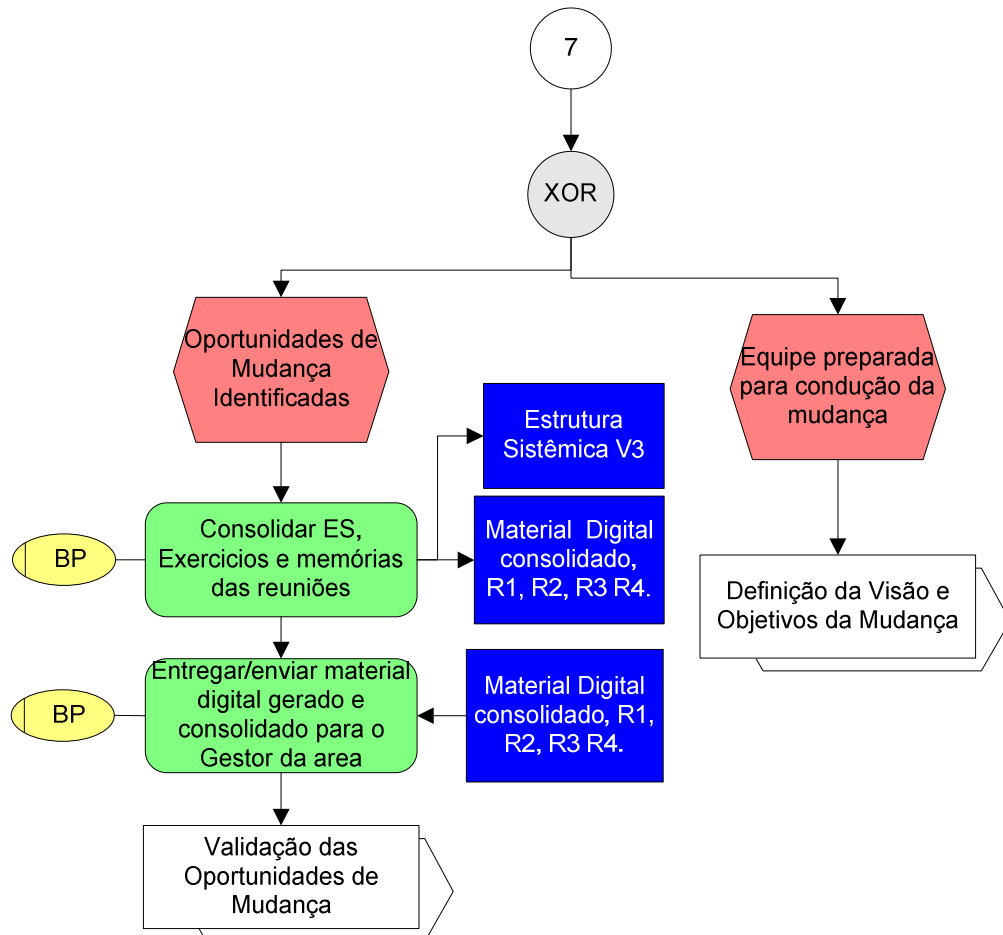 7
XOR
Oportunidades de
Mudança
Identificadas
Equipe preparada
para condução da
mudança
Estrutura
Sistêmica V3
BP
Consolidar ES,
Exercicios e memórias
das reuniões
Material Digital
consolidado,
R1, R2, R3 R4.
Definição da Visão e
Objetivos da Mudança
BP
Entregar/enviar material
digital gerado e
consolidado para o
Gestor da area
Material Digital
consolidado, R1,
R2, R3 R4.
Validação das
Oportunidades de
Mudança